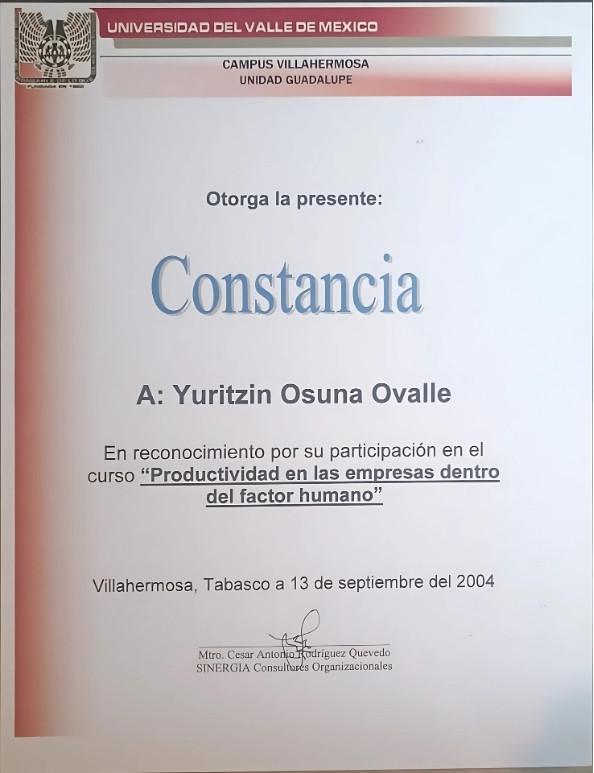 UNIVERSIDAD DEL VALLE DE MEXICO
CAMPUS VILLAHERMOSA
UNIDAD GUADALUPE
Otorga la presente:
Constancia
A: Yuritzin Osuna Ovalle
En reconocimiento por su participación en el
curso “Productividad en las empresas dentro
del factor humano”
Villahermosa, Tabasco a 13 de septiembre del 2004
Mtro. Cesar Antonio Rodríguez Quevedo
SINERGIA Consultores Organizacionales